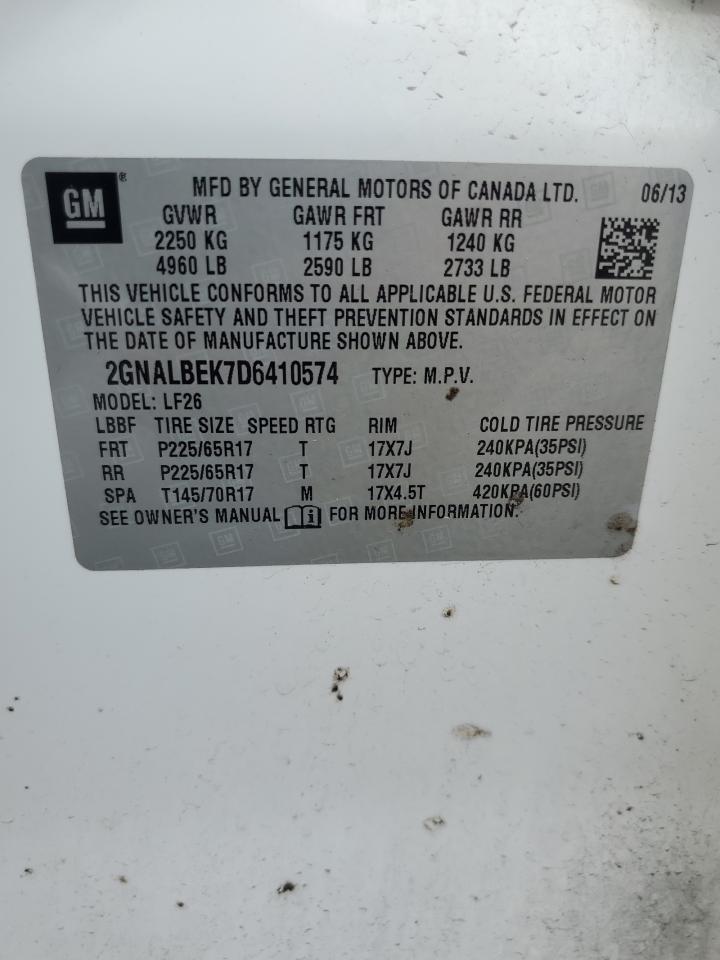 GM ® MFD BY GENERAL MOTORS OF CANADA LTD. 06/13
GVWR GAWR FRT GAWR RR
2250 KG 1175 KG 1240 KG
4960 LB 2590 LB 2733 LB
THIS VEHICLE CONFORMS TO ALL APPLICABLE U.S. FEDERAL MOTOR
VEHICLE SAFETY AND THEFT PREVENTION STANDARDS IN EFFECT ON
THE DATE OF MANUFACTURE SHOWN ABOVE.
2GNALBEK7D6410574 TYPE: M.P.V.
MODEL: LF26
LBBF TIRE SIZE SPEED RTG RIM COLD TIRE PRESSURE
FRT P225/65R17 T 17X7J 240KPA(35PSI)
RR P225/65R17 T 17X7J 240KPA(35PSI)
SPA T145/70R17 M 17X4.5T 420KPA(60PSI)
SEE OWNER'S MANUAL FOR MORE INFORMATION.